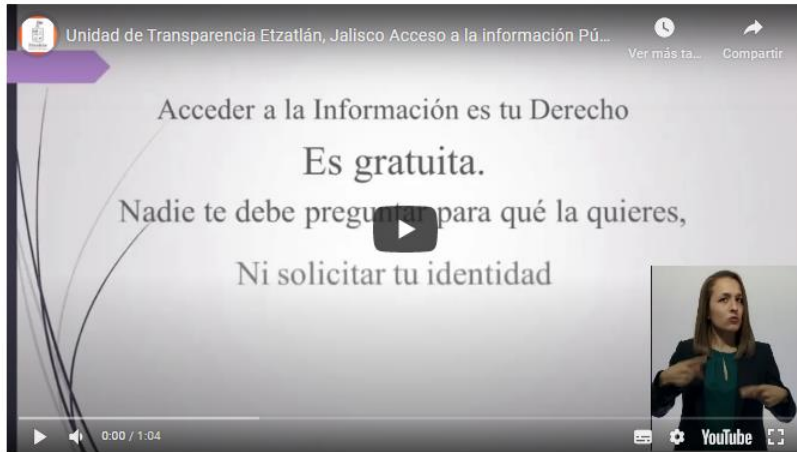 Unidad de Transparencia Etzatlán, Jalisco Acceso a la información Pú...
Ver más ta...
Compartir
Acceder a la Información es tu Derecho
Es gratuita.
Nadie te debe preguntar para qué la quieres,
Ni solicitar tu identidad
0:00 / 1:04
YouTube